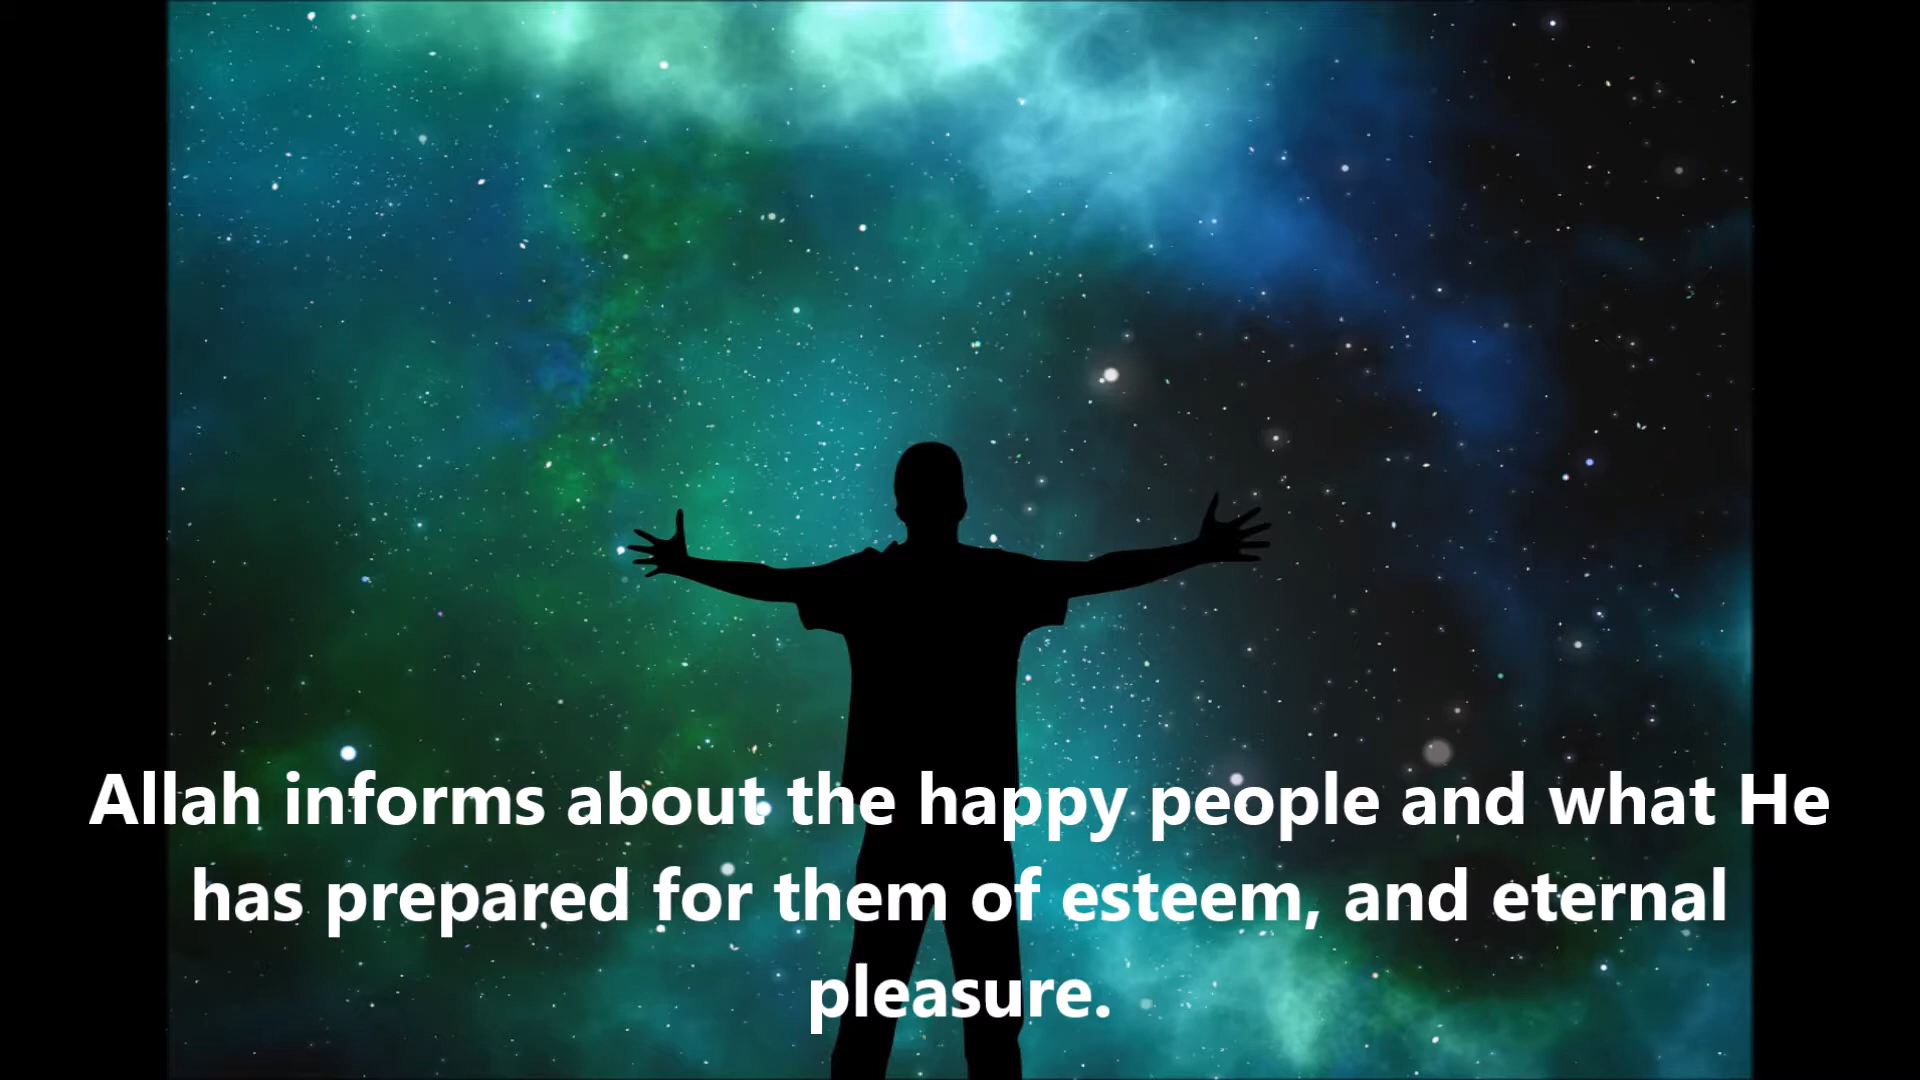 Allah informs about the happy people and what He
has prepared for them of esteem, and eternal
pleasure.